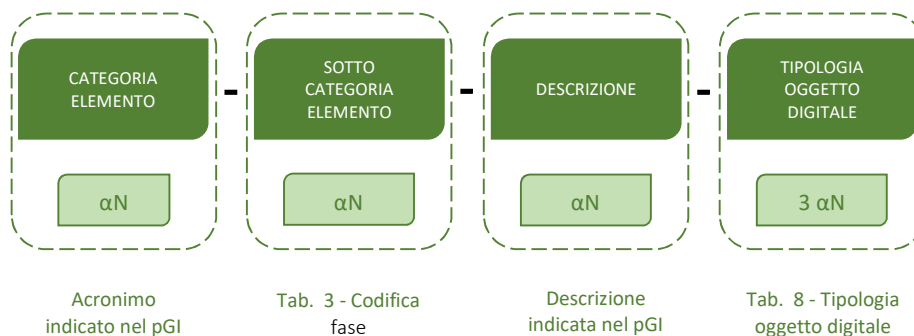 CATEGORIA
ELEMENTO
-
SOTTO
CATEGORIA
ELEMENTO
-
DESCRIZIONE
-
TIPOLOGIA
OGGETTO
DIGITALE
αN
αN
αN
3 αN
Acronimo
indicato nel pGI
Tab. 3 - Codifica
fase
Descrizione
indicata nel pGI
Tab. 8 - Tipologia
oggetto digitale